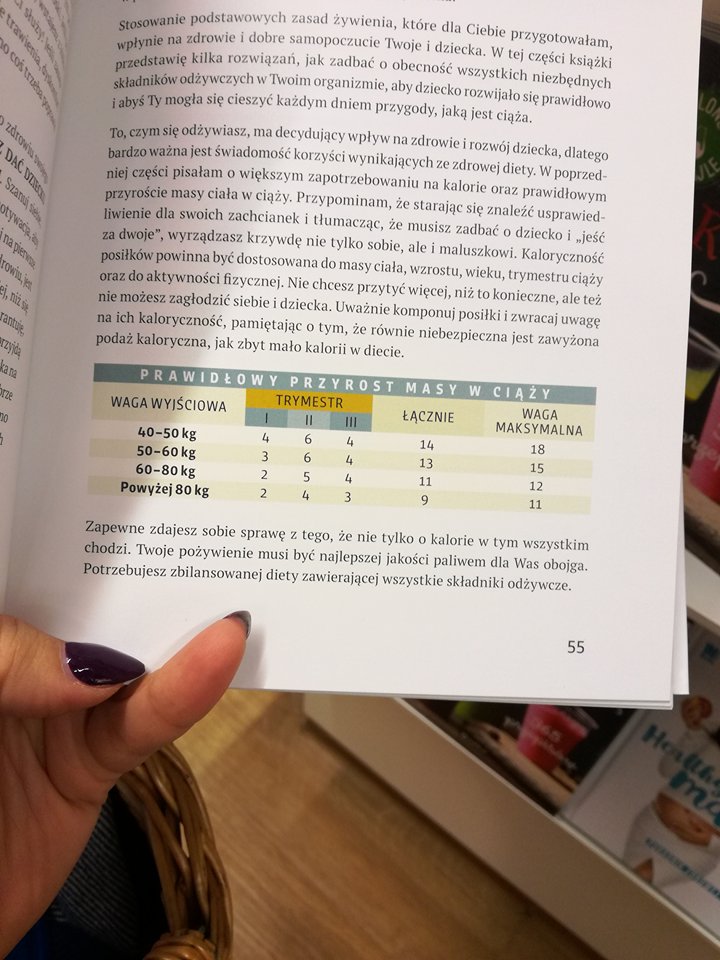 Stosowanie podstawowych zasad żywienia, które dla Ciebie przygotowałam,
wpłynie na zdrowie i dobre samopoczucie Twoje i dziecka. W tej części książki
przedstawię kilka rozwiązań, jak zadbać o obecność wszystkich niezbędnych
składników odżywczych w Twoim organizmie, aby dziecko rozwijało się prawidłowo
i abyś Ty mogła się cieszyć każdym dniem przygody, jaką jest ciąża.
To, czym się odżywiasz, ma decydujący wpływ na zdrowie i rozwój dziecka, dlatego
bardzo ważna jest świadomość korzyści wynikających ze zdrowej diety. W poprzed-
niej części pisałam o większym zapotrzebowaniu na kalorie oraz prawidłowym
przyroście masy ciała w ciąży. Przypominam, że starając się znaleźć usprawied-
liwienie dla swoich zachcianek i tłumacząc, że musisz zadbać o dziecko i „jeść
za dwoje”, wyrządzasz krzywdę nie tylko sobie, ale i maluszkowi. Kaloryczność
posiłków powinna być dostosowana do masy ciała, wzrostu, wieku, trymestru ciąży
oraz do aktywności fizycznej. Nie chcesz przytyć więcej, niż to konieczne, ale też
nie możesz zagłodzić siebie i dziecka. Uważnie komponuj posiłki i zwracaj uwagę
na ich kaloryczność, pamiętając o tym, że równie niebezpieczna jest zawyżona
podaż kaloryczna, jak zbyt mało kalorii w diecie.
PRAWIDŁOWY PRZYROST MASY W CIĄŻY
WAGA WYJŚCIOWA TRYMESTR ŁĄCZNIE WAGA MAKSYMALNA
I II III
40–50 kg 4 6 4 14 18
50–60 kg 3 6 4 13 15
60–80 kg 2 5 4 11 12
Powyżej 80 kg 2 4 3 9 11
Zapewne zdajesz sobie sprawę z tego, że nie tylko o kalorie w tym wszystkim
chodzi. Twoje pożywienie musi być najlepszej jakości paliwem dla Was obojga.
Potrzebujesz zbilansowanej diety zawierającej wszystkie składniki odżywcze.
55